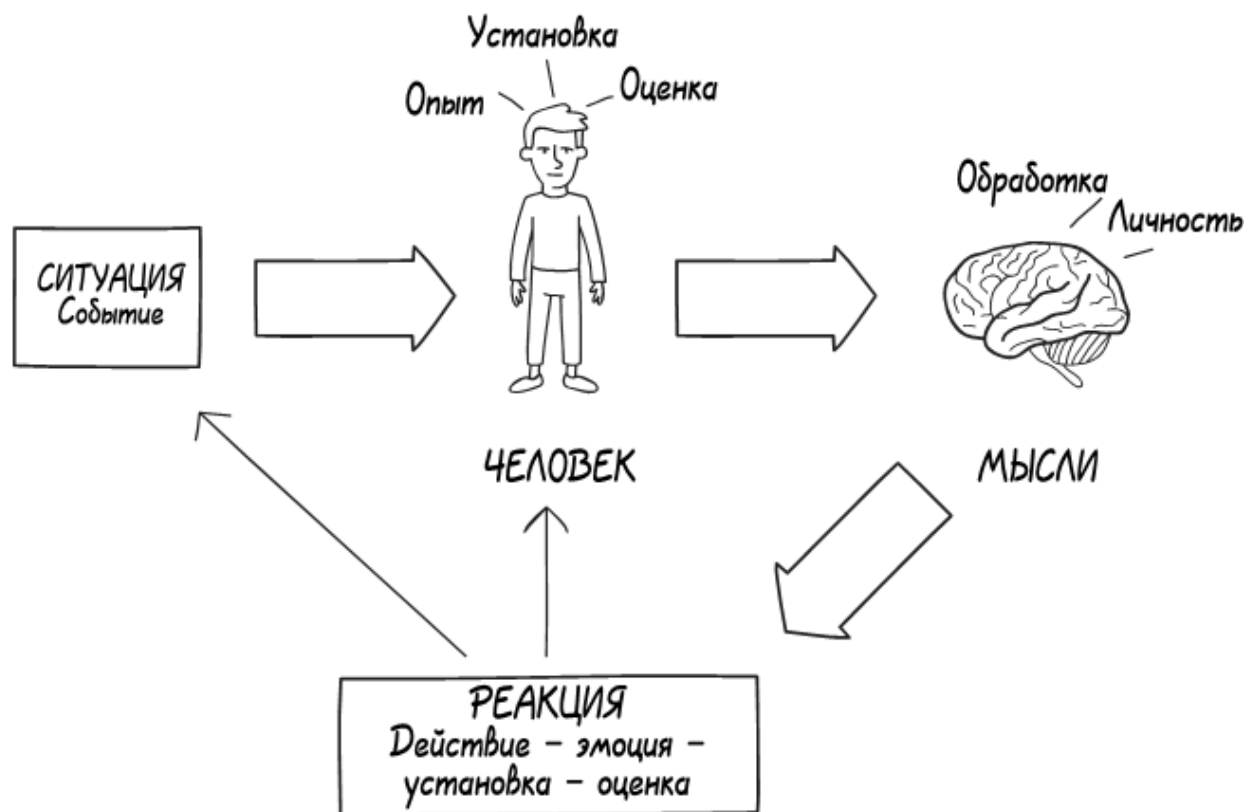 Установка
Опыт
Оценка
Обработка
Личность
СИТУАЦИЯ
Событие
ЧЕЛОВЕК
МЫСЛИ
РЕАКЦИЯ
Действие – эмоция –
установка – оценка